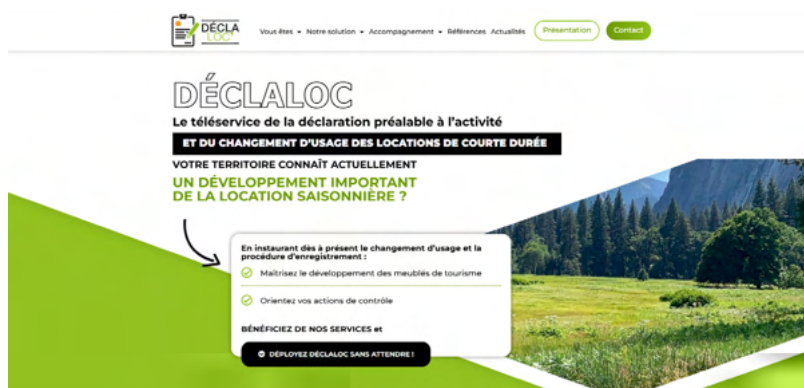 DÉCLA
LOC'
Vous êtes Notre solution Accompagnement Références Actualités Présentation Contact
DÉCLALOC
Le téléservice de la déclaration préalable à l'activité
ET DU CHANGEMENT D'USAGE DES LOCATIONS DE COURTE DURÉE
VOTRE TERRITOIRE CONNAÎT ACTUELLEMENT
UN DÉVELOPPEMENT IMPORTANT
DE LA LOCATION SAISONNIÈRE ?
En instaurant dès à présent le changement d'usage et la
procédure d'enregistrement :
Maitrisez le développement des meublés de tourisme
Orientez vos actions de contrôle
BÉNÉFICIEZ DE NOS SERVICES et
DÉPLOYEZ DÉCLALOC SANS ATTENDRE !